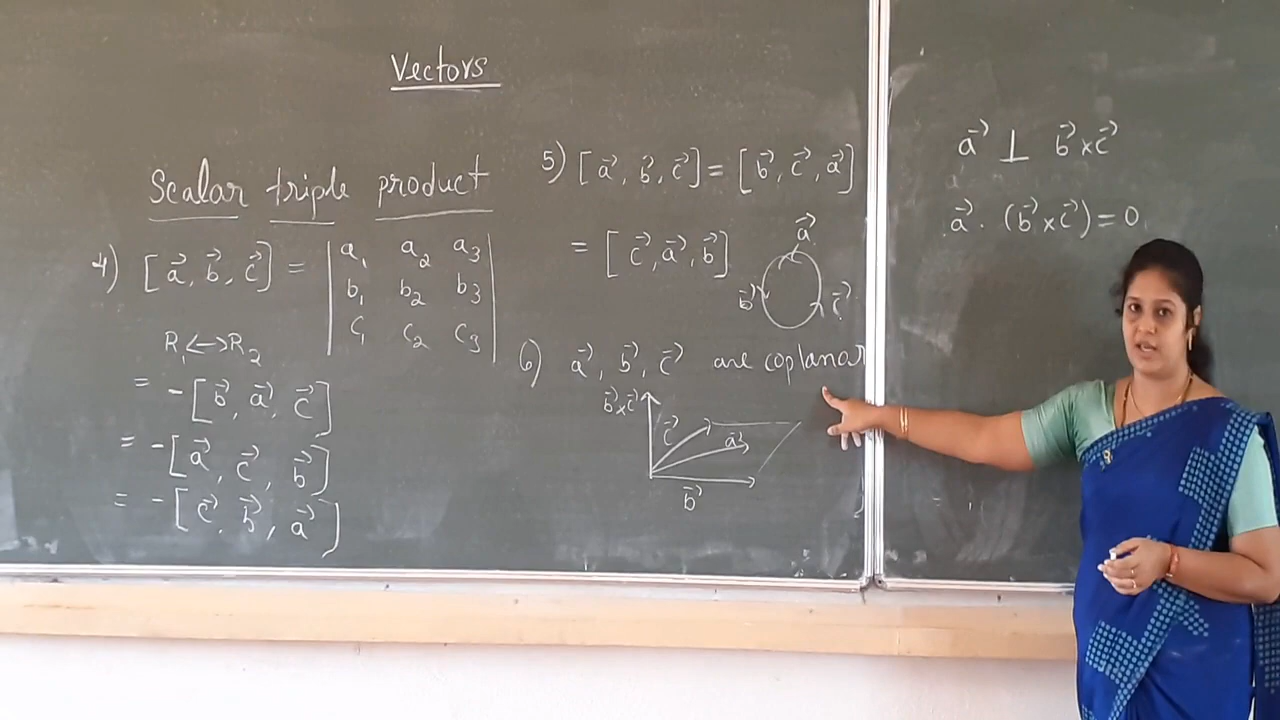 Vectors
Scalar triple product
4) [a⃗, b⃗, c⃗] = | a₁ a₂ a₃
b₁ b₂ b₃
c₁ c₂ c₃ |
R₁ ↔ R₂
= -[b⃗, a⃗, c⃗]
= -[a⃗, c⃗, b⃗]
= -[c⃗, b⃗, a⃗]
5) [a⃗, b⃗, c⃗] = [b⃗, c⃗, a⃗]
= [c⃗, a⃗, b⃗]
a⃗
b⃗ c⃗
6) a⃗, b⃗, c⃗ are coplanar
b⃗×c⃗
c⃗ a⃗
b⃗
a⃗ ⊥ b⃗×c⃗
a⃗ . (b⃗×c⃗) = 0